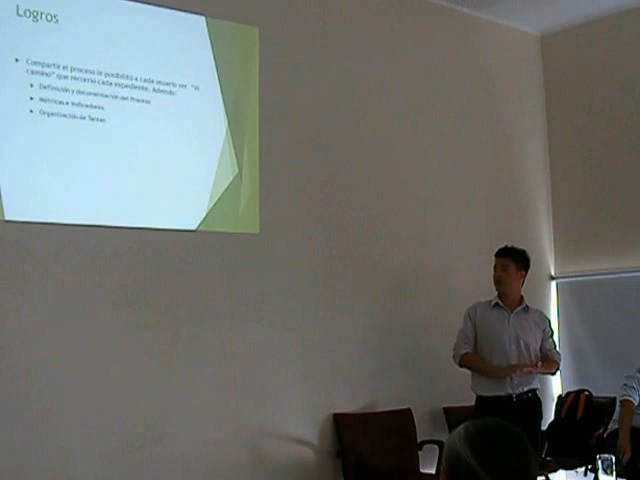 Logros
Compartir el proceso le posibilitó a cada usuario ver "el
camino" que recorrió cada expediente. Además:
Definición y documentación del Proceso
Métricas e Indicadores
Organización de Tareas